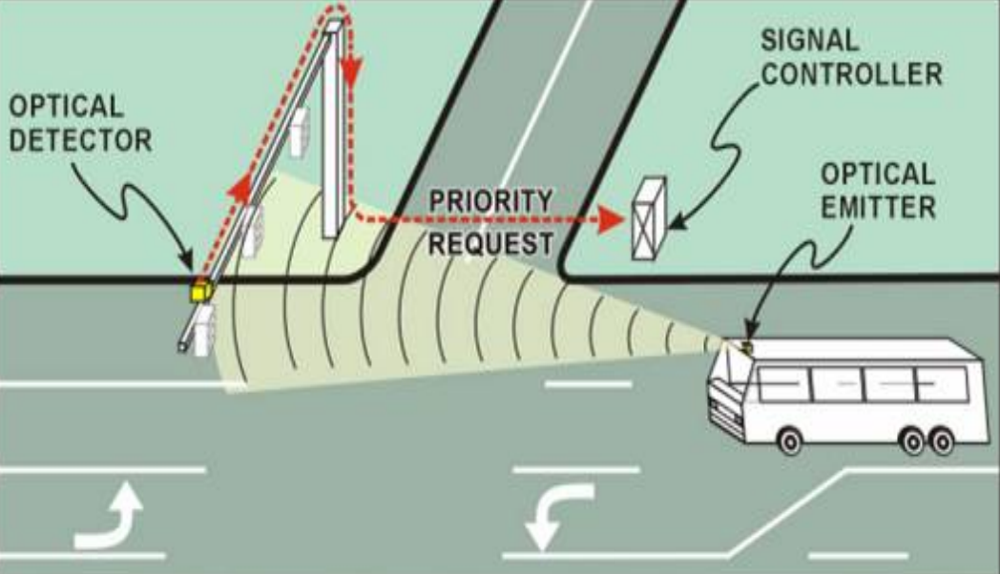 SIGNAL
CONTROLLER
OPTICAL
DETECTOR
OPTICAL
EMITTER
PRIORITY
REQUEST